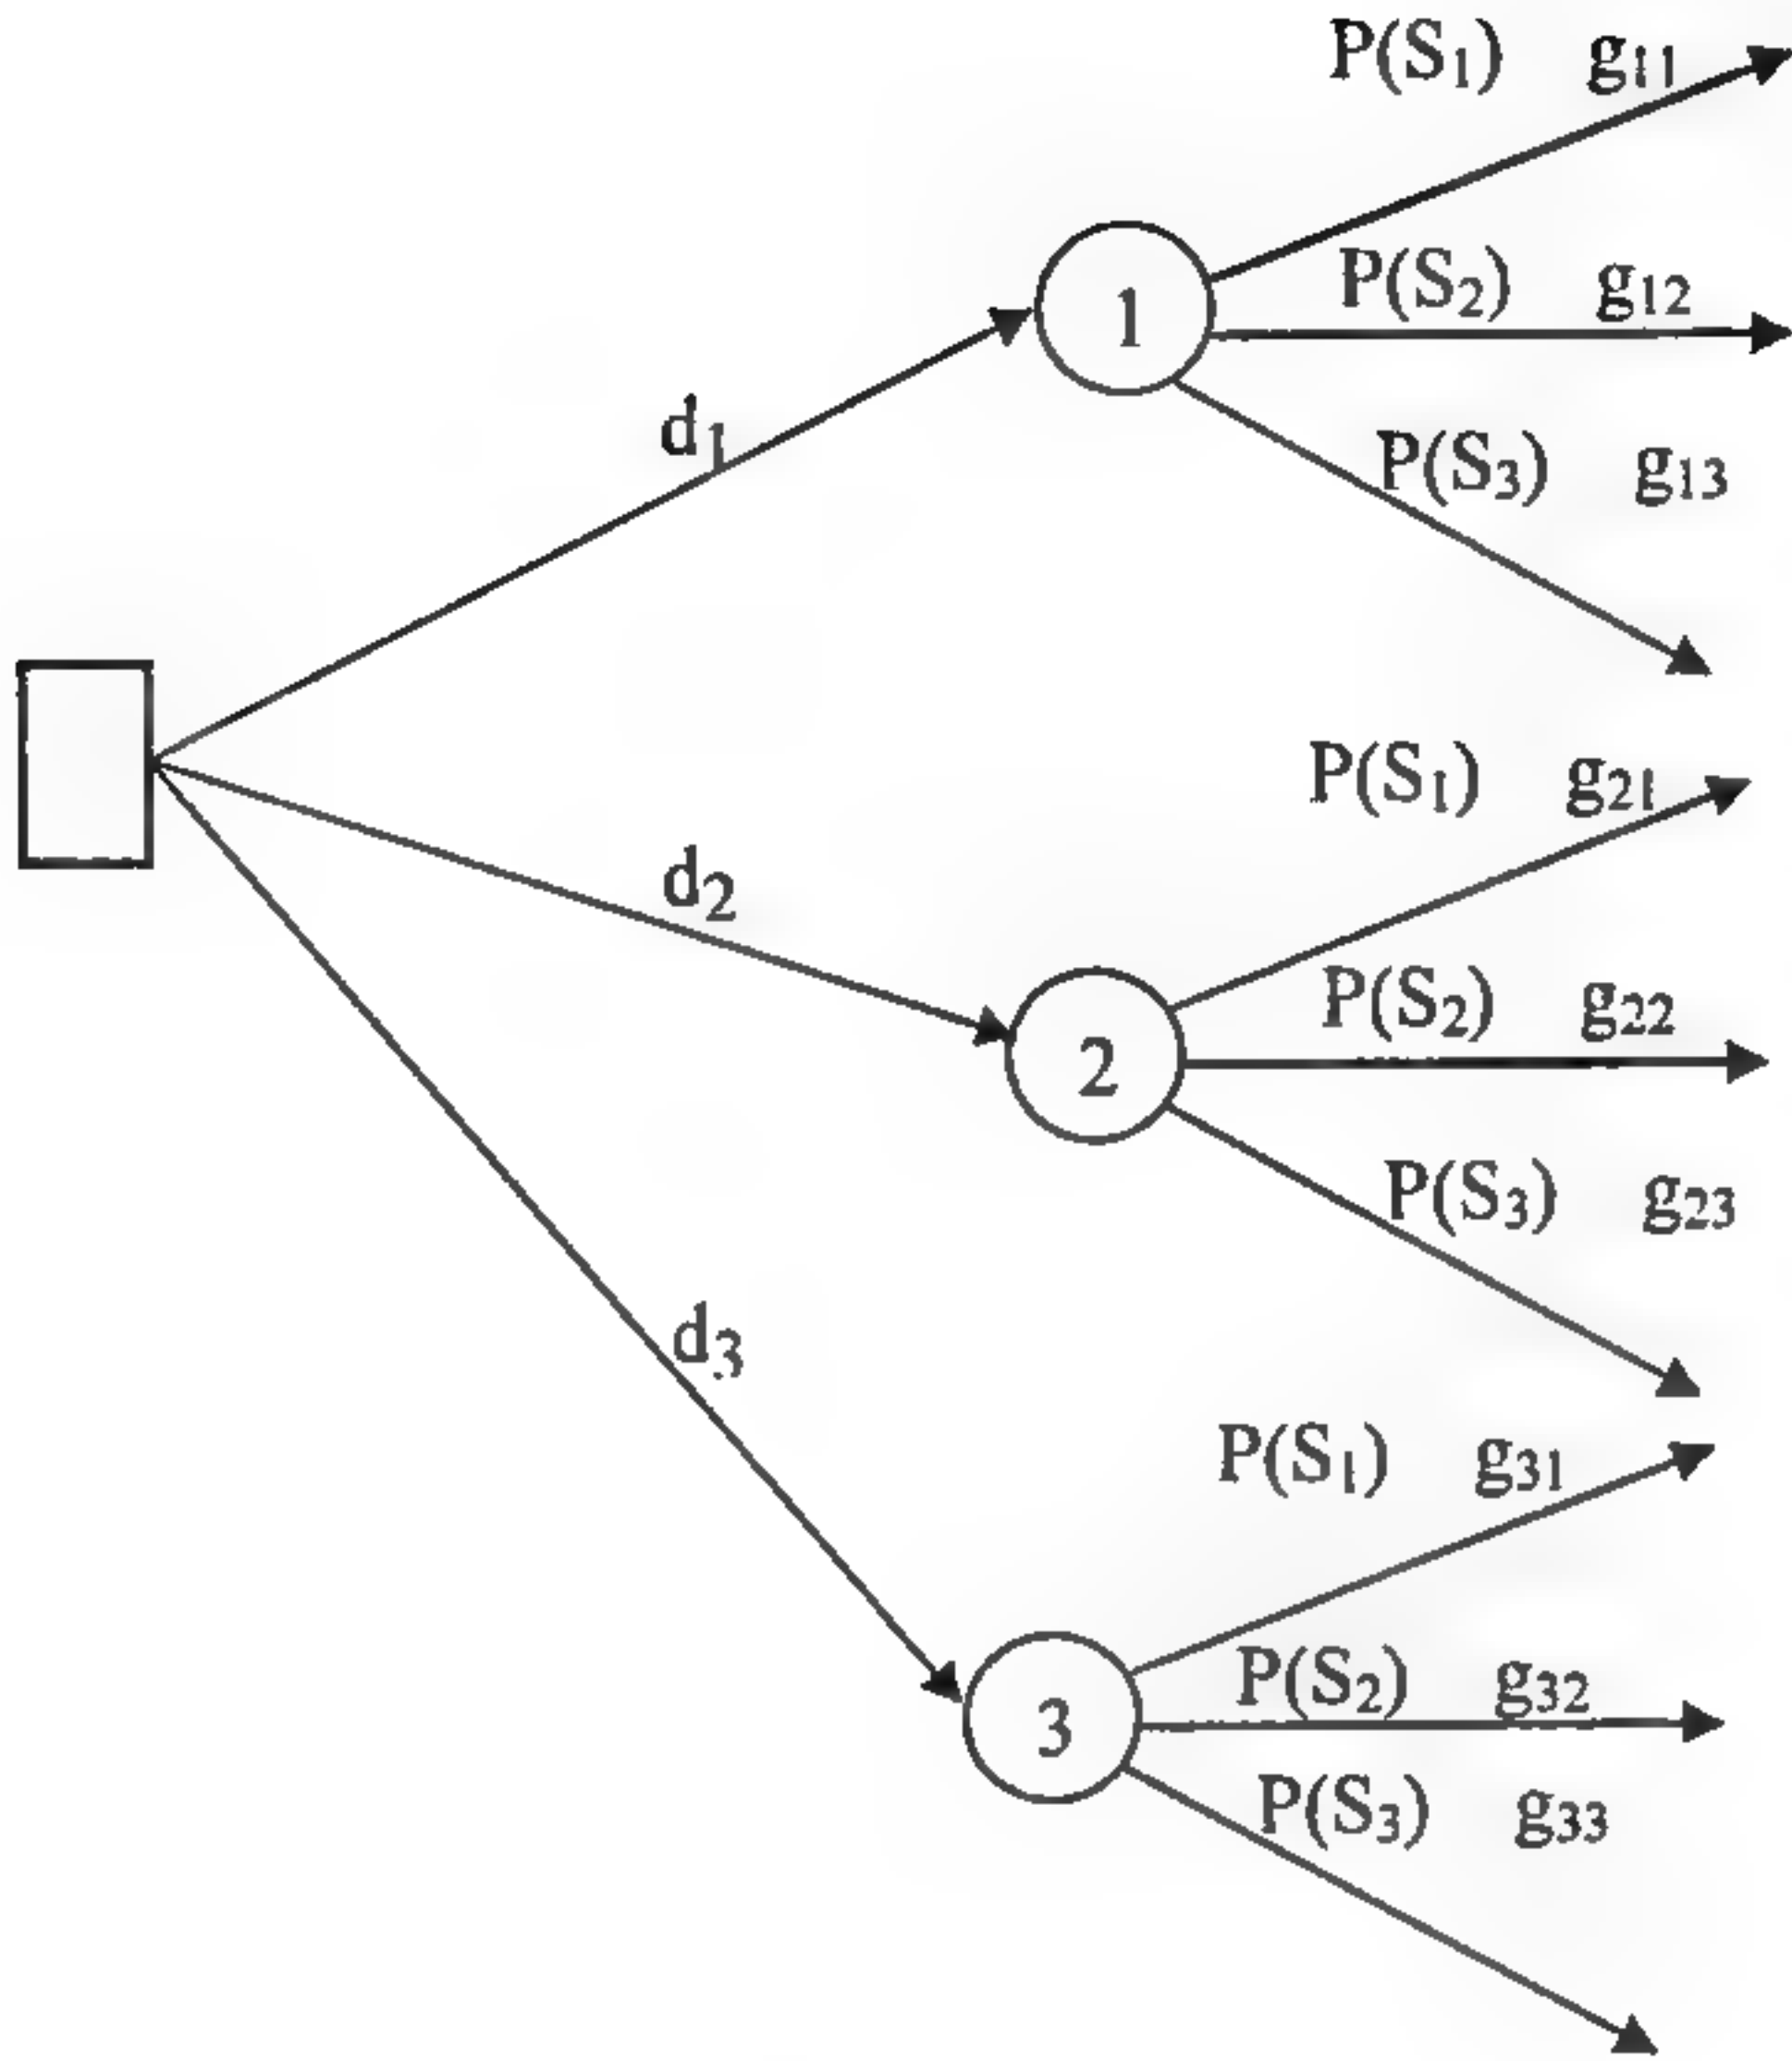 P(S₁) g₁₁
1
P(S₂) g₁₂
d₁
P(S₃) g₁₃
P(S₁) g₂₁
d₂
P(S₂) g₂₂
2
P(S₃) g₂₃
d₃
P(S₁) g₃₁
P(S₂) g₃₂
3
P(S₃) g₃₃